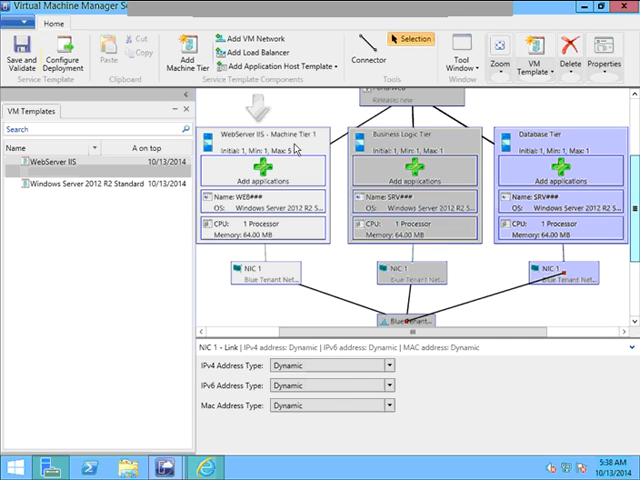 Virtual Machine Manager Se
Home
Save and Validate
Configure Deployment
Service Template
Paste
Cut
Copy
Clipboard
Add Machine Tier
Add VM Network
Add Load Balancer
Add Application Host Template
Service Template Components
Connector
Selection
Tools
Tool Window
Window
Zoom
VM Template
Delete
Properties
VM Templates
Search
Name
A on top
WebServer IIS 10/13/2014
Windows Server 2012 R2 Standard 10/13/2014
Releases new
WebServer IIS - Machine Tier 1
Initial: 1, Min: 1, Max: 5
Add applications
Name: WEB###
OS: Windows Server 2012 R2 S...
CPU: 1 Processor
Memory: 64.00 MB
NIC 1
Blue Tenant Net...
Business Logic Tier
Initial: 1, Min: 1, Max: 1
Add applications
Name: SRV###
OS: Windows Server 2012 R2 S...
CPU: 1 Processor
Memory: 64.00 MB
NIC 1
Blue Tenant Net...
Database Tier
Initial: 1, Min: 1, Max: 1
Add applications
Name: SRV###
OS: Windows Server 2012 R2 S...
CPU: 1 Processor
Memory: 64.00 MB
NIC 1
Blue Tenant Net...
Blue Tenant...
NIC 1 - Link | IPv4 address: Dynamic | IPv6 address: Dynamic | MAC address: Dynamic
IPv4 Address Type: Dynamic
IPv6 Address Type: Dynamic
Mac Address Type: Dynamic
5:38 AM
10/13/2014